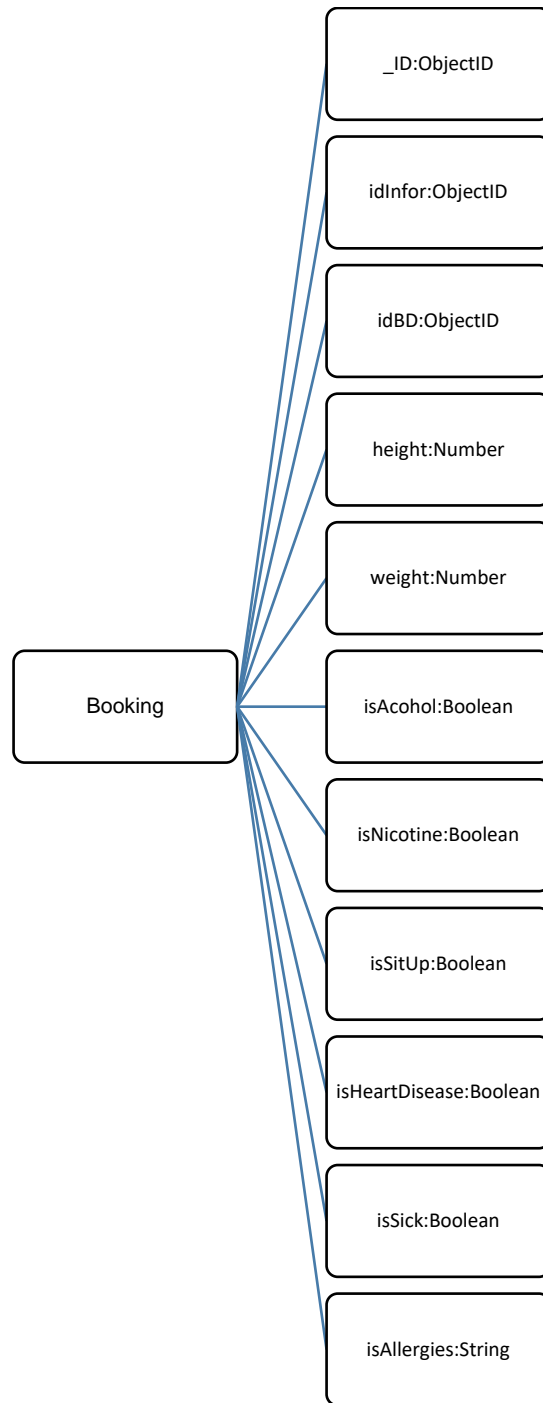 _ID:ObjectID
idInfor:ObjectID
idBD:ObjectID
height:Number
weight:Number
Booking
isAcohol:Boolean
isNicotine:Boolean
isSitUp:Boolean
isHeartDisease:Boolean
isSick:Boolean
isAllergies:String